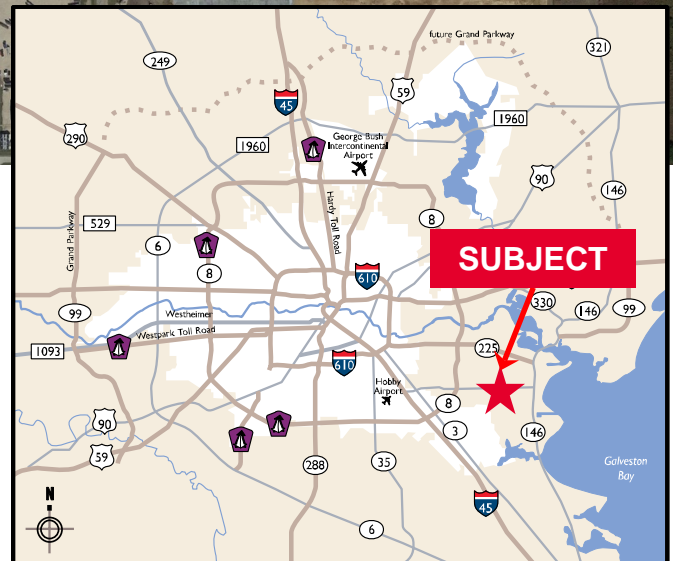 future Grand Parkway
321
249
59
45
1960
290
1960
George Bush
Intercontinental
Airport
90
146
Hardy Toll Road
529
8
6
Grand Parkway
8
SUBJECT
610
330
146
99
99
Westheimer
Westpark Toll Road
225
1093
610
Hobby
Airport
8
90
3
146
59
288
35
Galveston
Bay
45
N
6